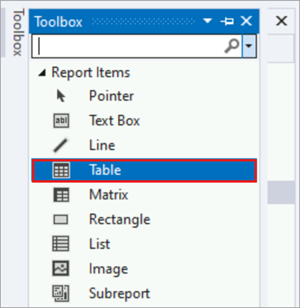 Toolbox
Toolbox
Report Items
Pointer
abl Text Box
Line
Table
Matrix
Rectangle
List
Image
Subreport